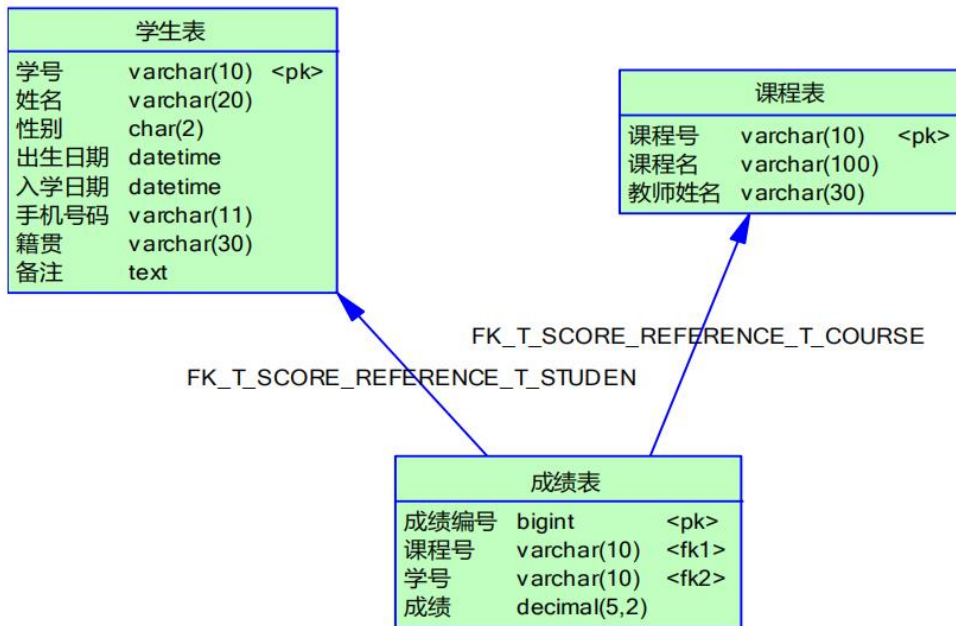 学生表
学号 varchar(10) <pk>
姓名 varchar(20)
性别 char(2)
出生日期 datetime
入学日期 datetime
手机号码 varchar(11)
籍贯 varchar(30)
备注 text
课程表
课程号 varchar(10) <pk>
课程名 varchar(100)
教师姓名 varchar(30)
FK_T_SCORE_REFERENCE_T_COURSE
FK_T_SCORE_REFERENCE_T_STUDEN
成绩表
成绩编号 bigint <pk>
课程号 varchar(10) <fk1>
学号 varchar(10) <fk2>
成绩 decimal(5,2)